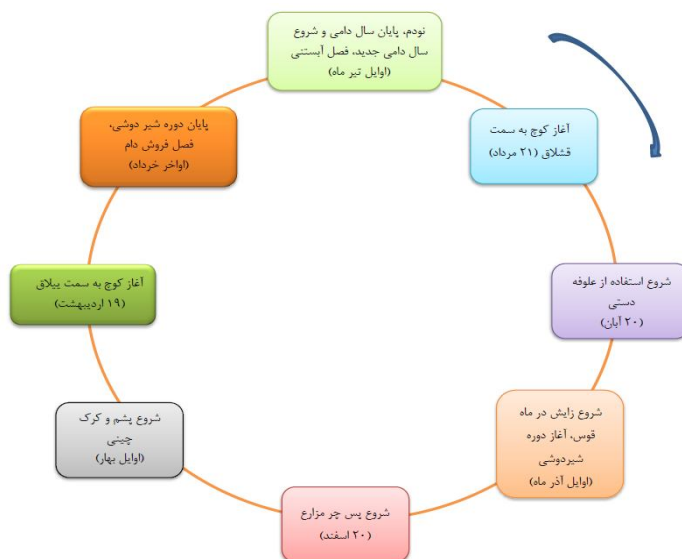 نودم، پایان سال دامی و شروع
سال دامی جدید، فصل آبستنی
(اوایل تیر ماه)
آغاز کوچ به سمت
قشلاق (۲۱ مرداد)
شروع استفاده از علوفه
دستی
(۲۰ آبان)
شروع زایش در ماه
قوس، آغاز دوره
شیردوشی
(اوایل آذر ماه)
شروع پس چر مزارع
(۲۰ اسفند)
شروع پشم و کرک
چینی
(اوایل بهار)
آغاز کوچ به سمت ییلاق
(۱۹ اردیبهشت)
پایان دوره شیر دوشی،
فصل فروش دام
(اواخر خرداد)